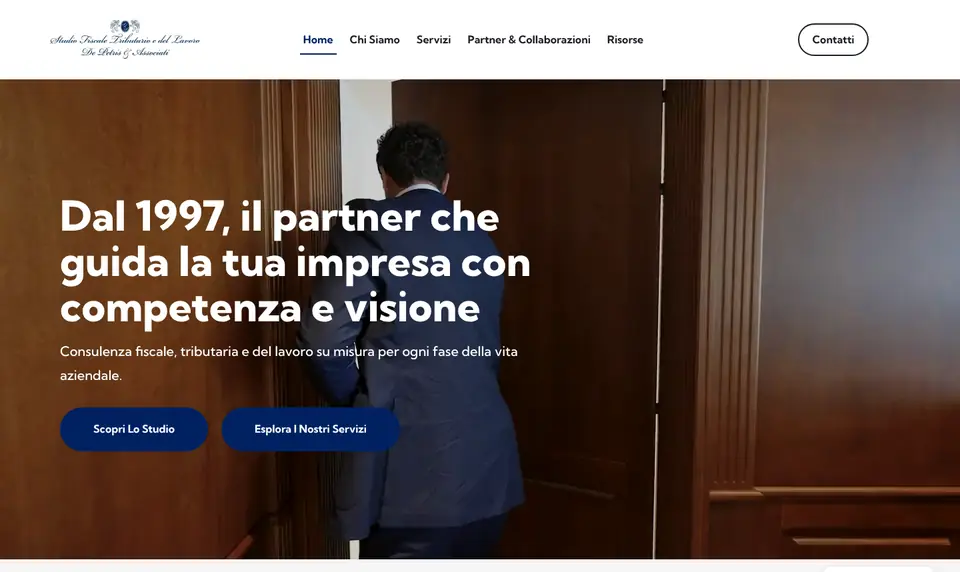 Studio Fiscale Tributario e del Lavoro
De Petris & Associati
Home
Chi Siamo
Servizi
Partner & Collaborazioni
Risorse
Contatti
Dal 1997, il partner che
guida la tua impresa con
competenza e visione
Consulenza fiscale, tributaria e del lavoro su misura per ogni fase della vita
aziendale.
Scopri Lo Studio
Esplora I Nostri Servizi